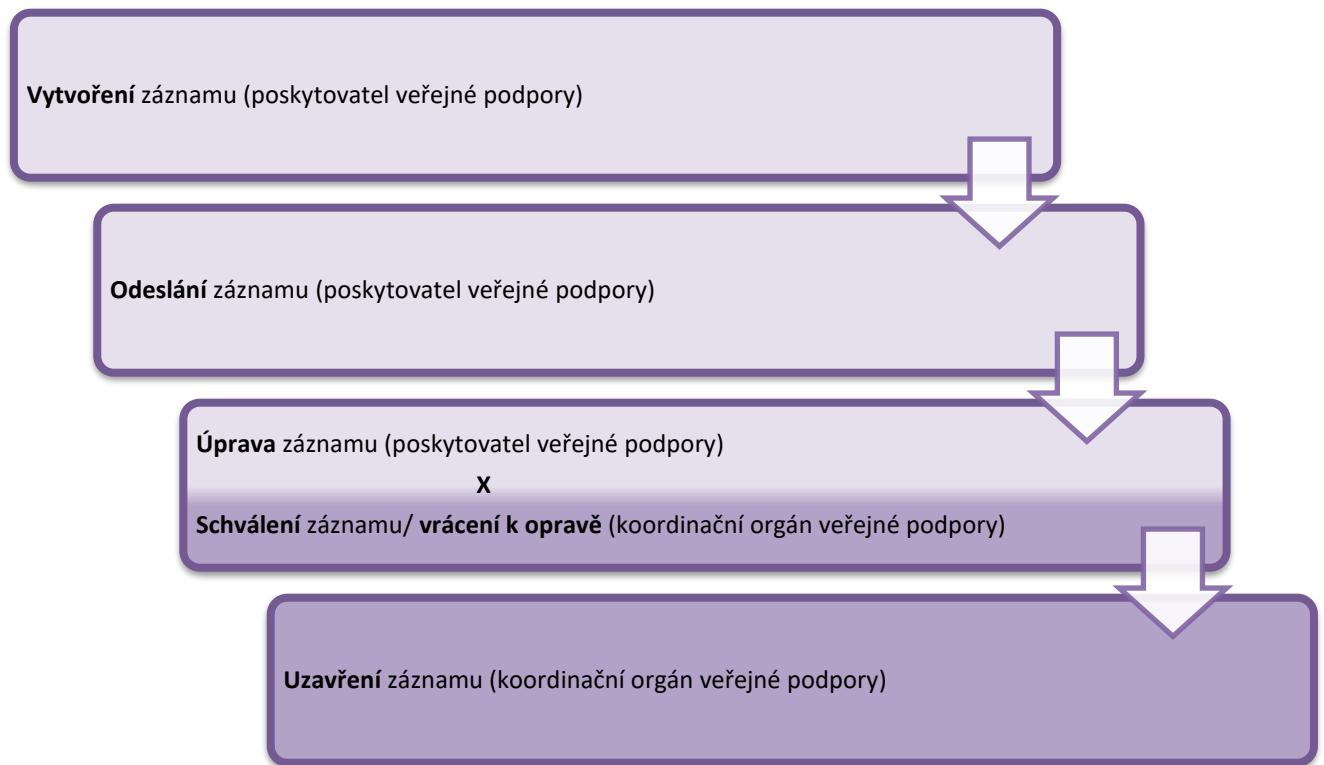 Vytvoření záznamu (poskytovatel veřejné podpory)
Odeslání záznamu (poskytovatel veřejné podpory)
Úprava záznamu (poskytovatel veřejné podpory)
X
Schválení záznamu/ vrácení k opravě (koordinační orgán veřejné podpory)
Uzavření záznamu (koordinační orgán veřejné podpory)